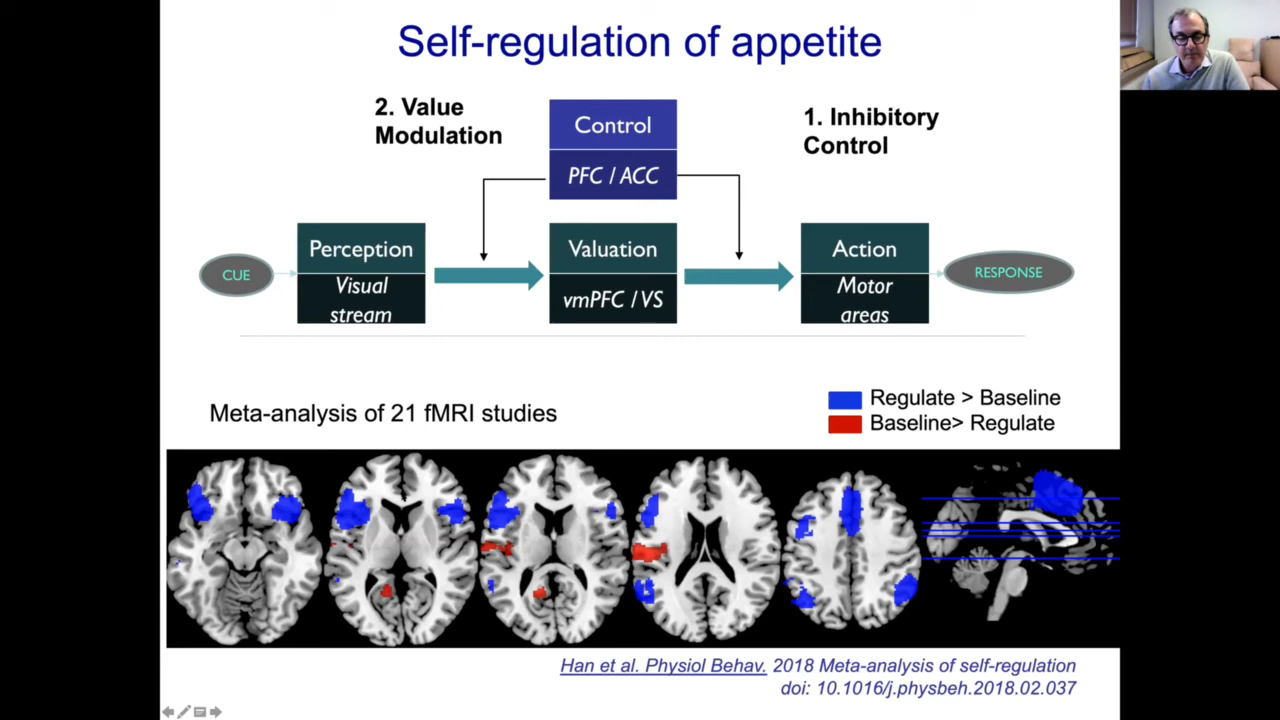 Self-regulation of appetite
2. Value
Modulation
Control
PFC / ACC
1. Inhibitory
Control
CUE
Perception
Visual
stream
Valuation
vmPFC / VS
Action
Motor
areas
RESPONSE
Meta-analysis of 21 fMRI studies
Regulate > Baseline
Baseline> Regulate
Han et al. Physiol Behav. 2018 Meta-analysis of self-regulation
doi: 10.1016/j.physbeh.2018.02.037